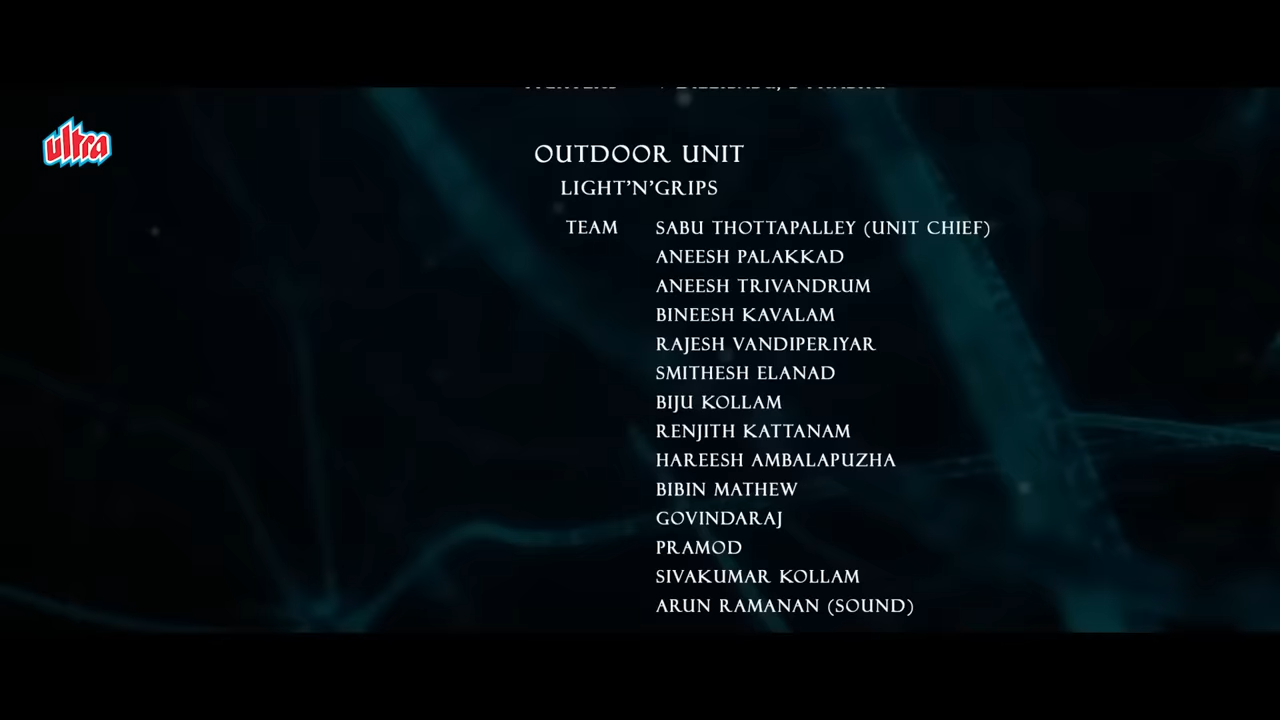 ultra
OUTDOOR UNIT
LIGHT'N'GRIPS
TEAM SABU THOTTAPALLEY (UNIT CHIEF)
ANEESH PALAKKAD
ANEESH TRIVANDRUM
BINEESH KAVALAM
RAJESH VANDIPERIYAR
SMITHESH ELANAD
BIJU KOLLAM
RENJITH KATTANAM
HAREESH AMBALAPUZHA
BIBIN MATHEW
GOVINDARAJ
PRAMOD
SIVAKUMAR KOLLAM
ARUN RAMANAN (SOUND)